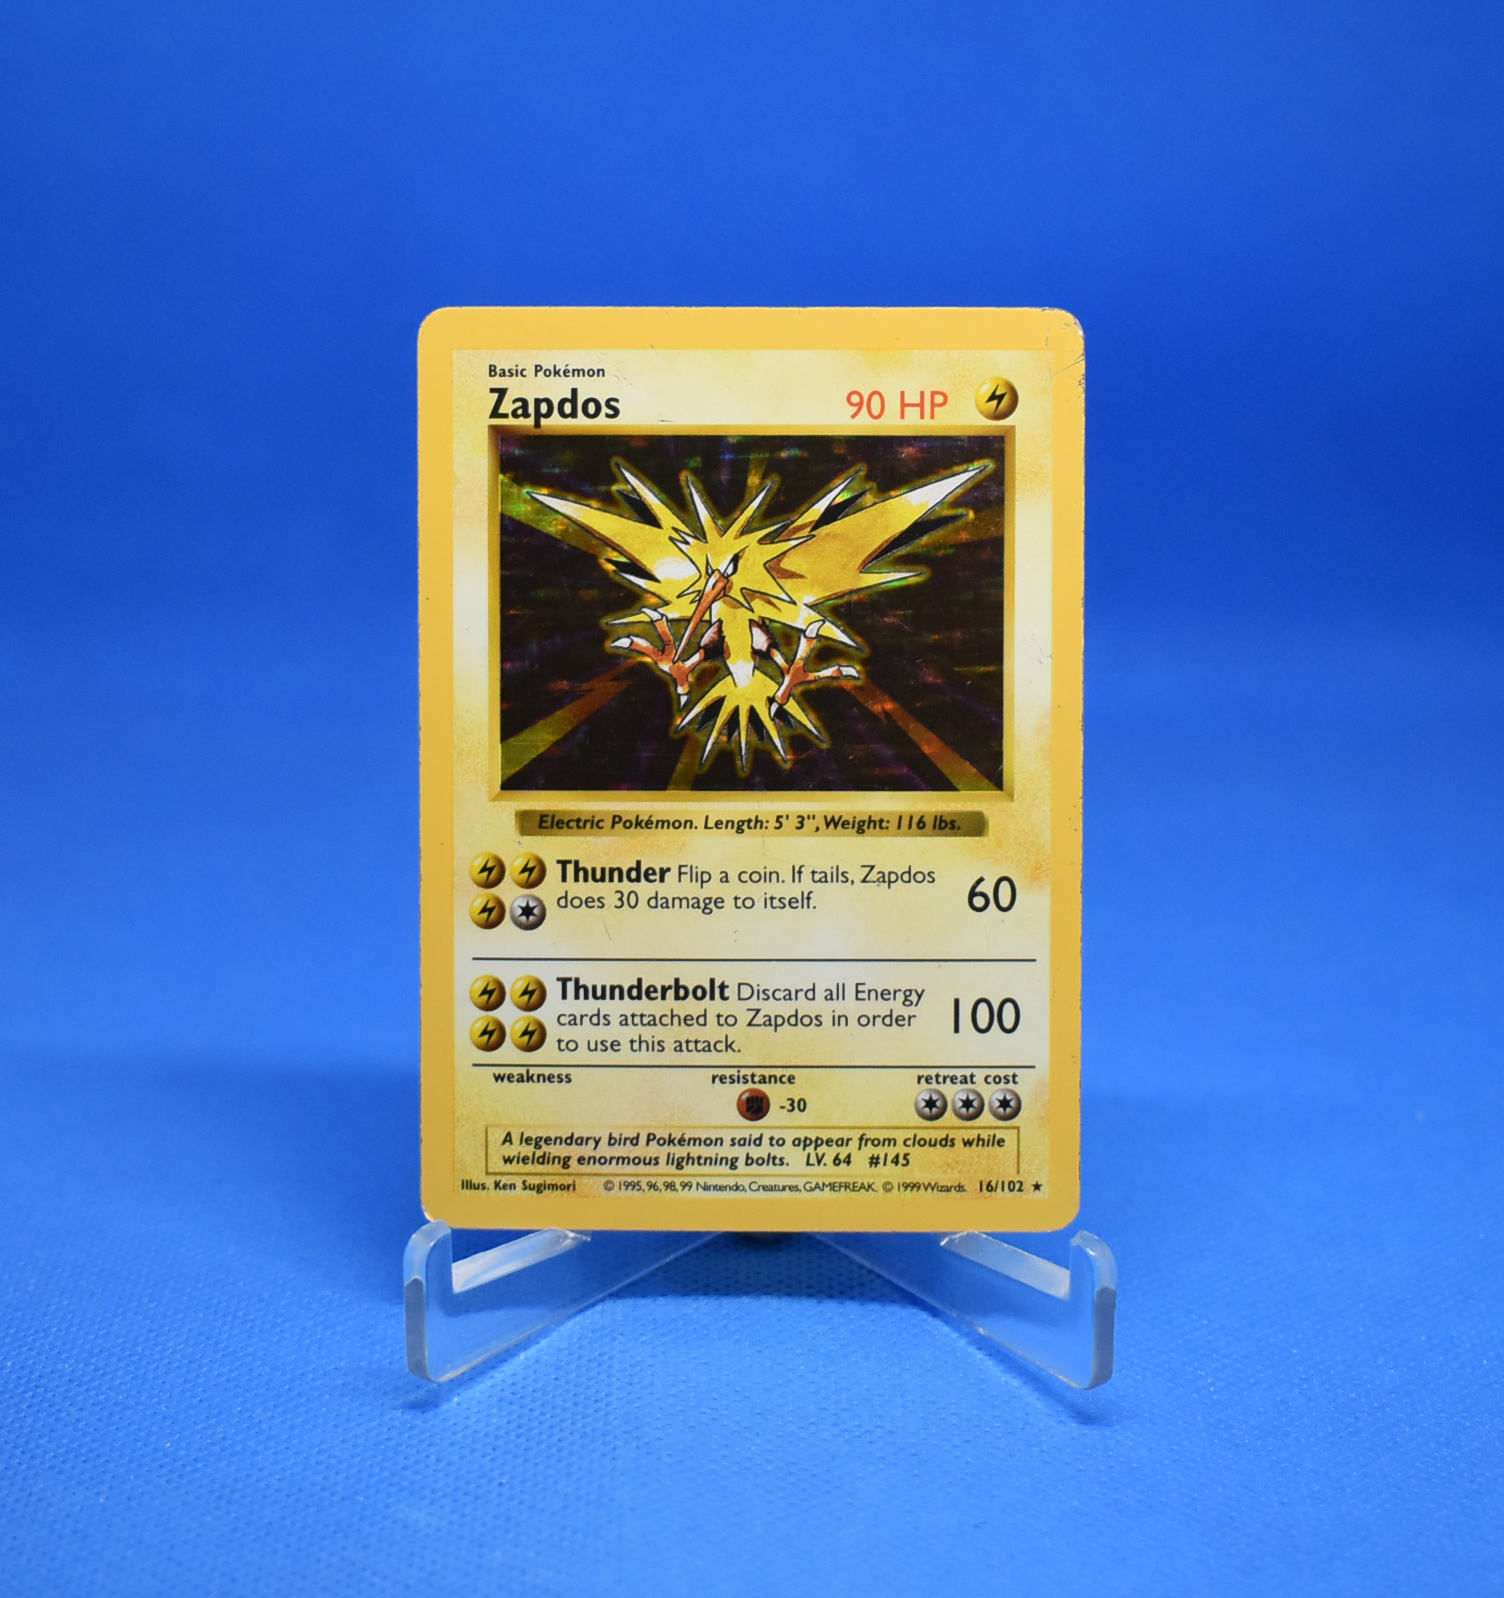 Basic Pokémon
Zapdos 90 HP
Electric Pokémon. Length: 5' 3", Weight: 116 lbs.
Thunder Flip a coin. If tails, Zapdos
does 30 damage to itself. 60
Thunderbolt Discard all Energy
cards attached to Zapdos in order
to use this attack. 100
weakness resistance retreat cost
-30
A legendary bird Pokémon said to appear from clouds while
wielding enormous lightning bolts. LV. 64 #145
Illus. Ken Sugimori © 1995, 96, 98, 99 Nintendo, Creatures, GAMEFREAK. © 1999 Wizards. 16/102 ★